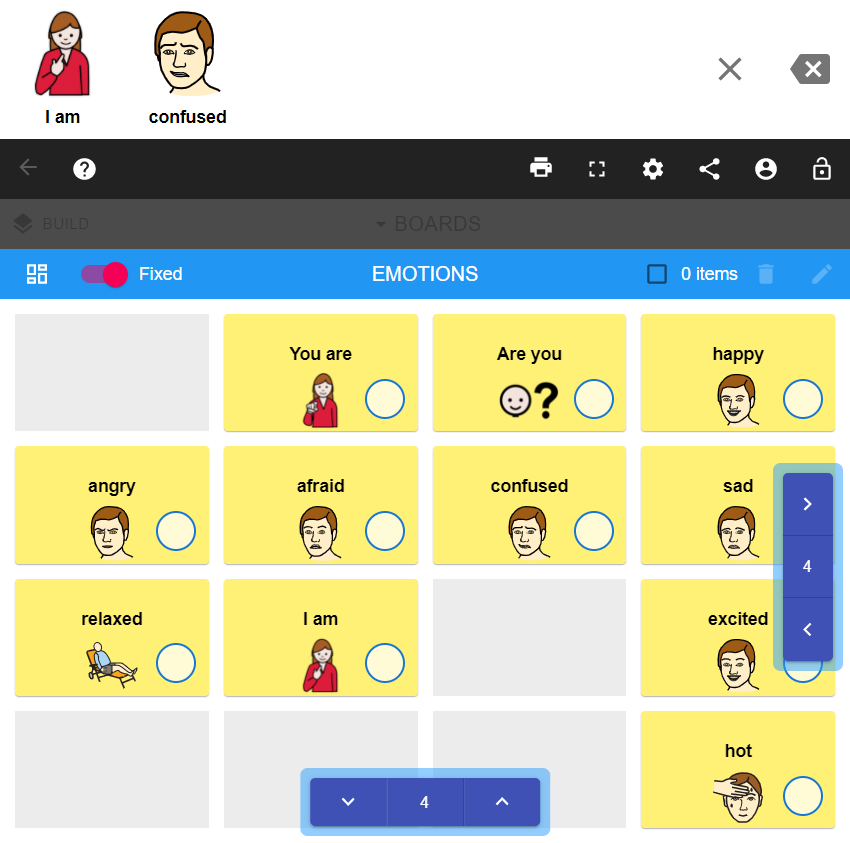 I am
confused
BUILD
BOARDS
Fixed
EMOTIONS
0 items
You are
Are you
happy
angry
afraid
confused
sad
4
relaxed
I am
excited
hot
4